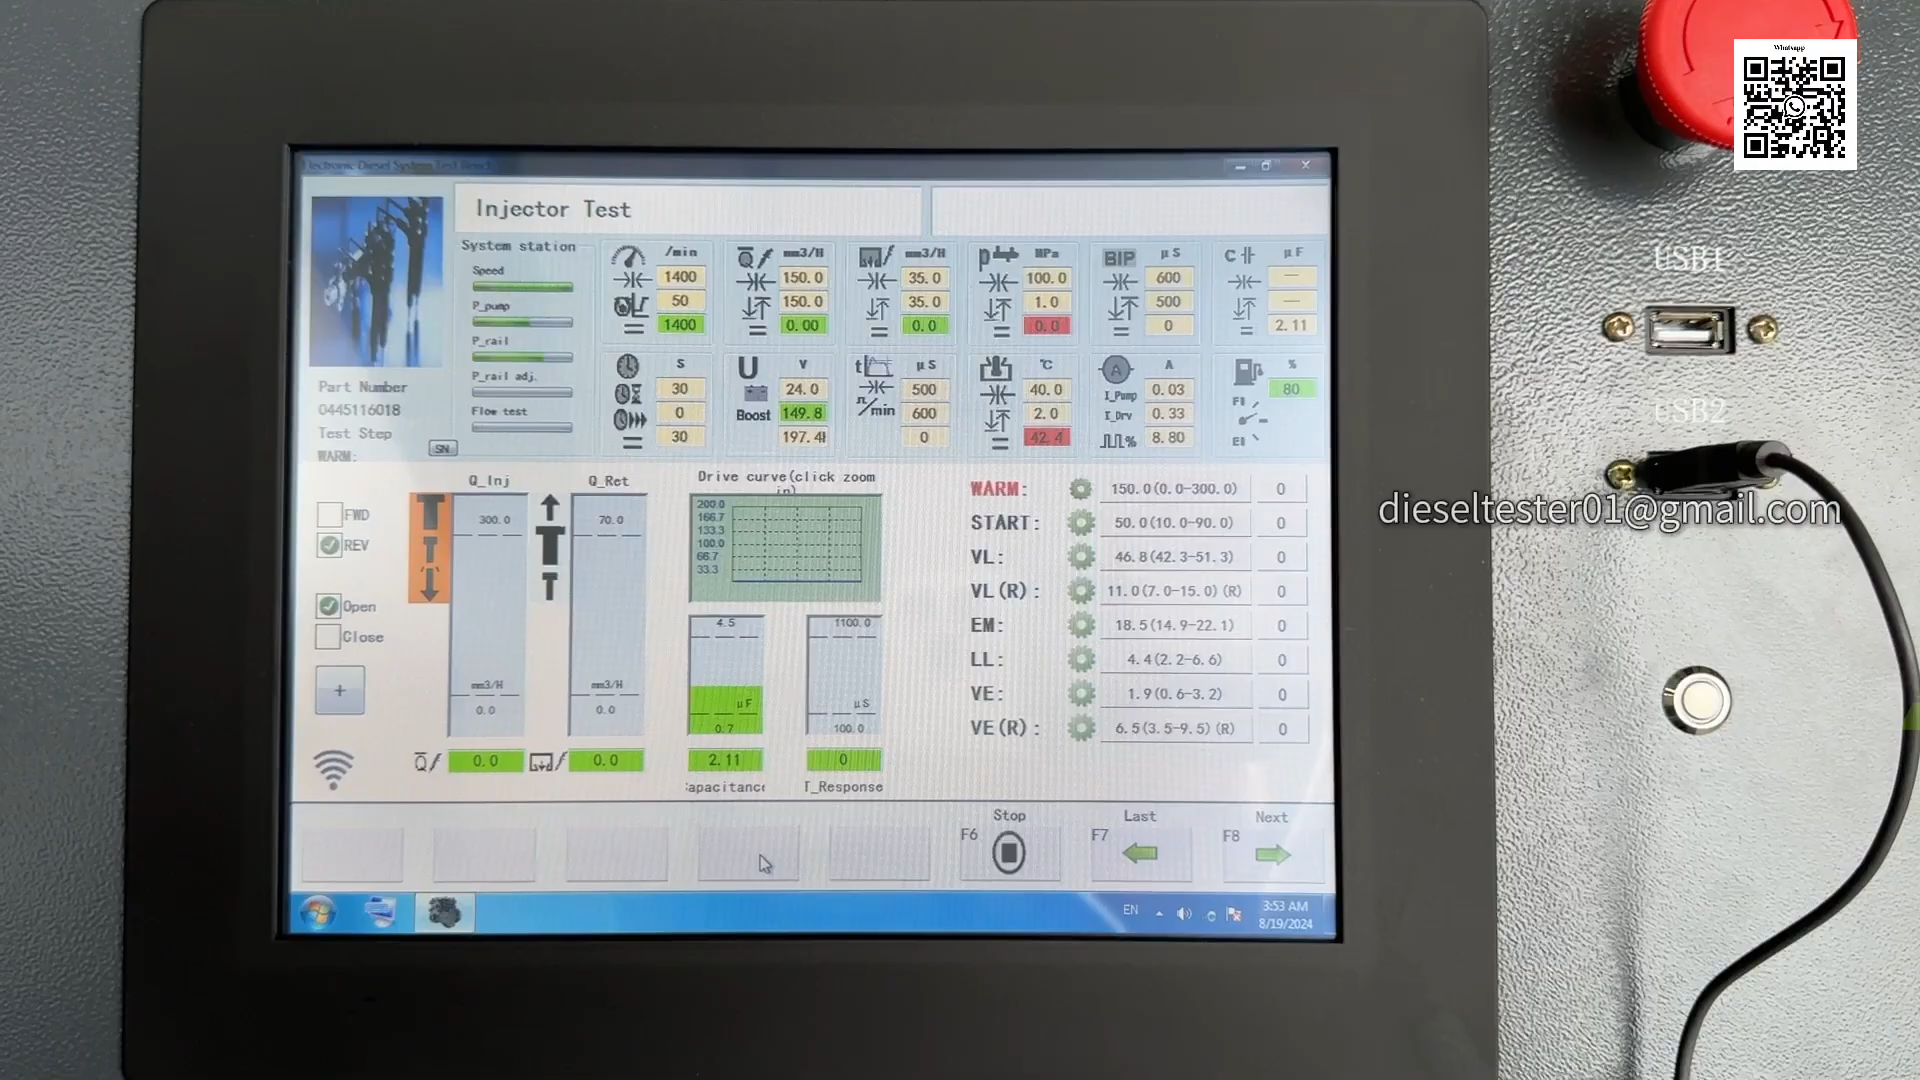 Whatsapp
Electronic Diesel System Test Bench
Injector Test
System station
Speed
P_pump
P_rail
P_rail adj.
Flow test
/min
1400
50
1400
mm3/H
150.0
150.0
0.00
mm3/H
35.0
35.0
0.0
MPa
100.0
1.0
0.0
BIP μS
600
500
0
C μF
—
—
2.11
S
30
0
30
U V
24.0
Boost 149.8
197.4
t μS
500
/min 600
0
℃
40.0
2.0
42.4
A A
I_Pump 0.03
I_Drv 0.33
% 8.80
%
80
Part Number
0445116018
Test Step
WARM:
SN
FWD
REV
Open
Close
+
Q_Inj
300.0
mm3/H
0.0
0.0
Q_Ret
70.0
mm3/H
0.0
0.0
Drive curve(click zoom
in)
200.0
166.7
133.3
100.0
66.7
33.3
4.5
μF
0.7
2.11
apacitanc
1100.0
μS
100.0
0
T_Response
WARM: 150.0(0.0-300.0) 0
START: 50.0(10.0-90.0) 0
VL: 46.8(42.3-51.3) 0
VL(R): 11.0(7.0-15.0)(R) 0
EM: 18.5(14.9-22.1) 0
LL: 4.4(2.2-6.6) 0
VE: 1.9(0.6-3.2) 0
VE(R): 6.5(3.5-9.5)(R) 0
Stop
F6
Last
F7
Next
F8
EN
3:53 AM
8/19/2024
USB1
USB2
dieseltester01@gmail.com